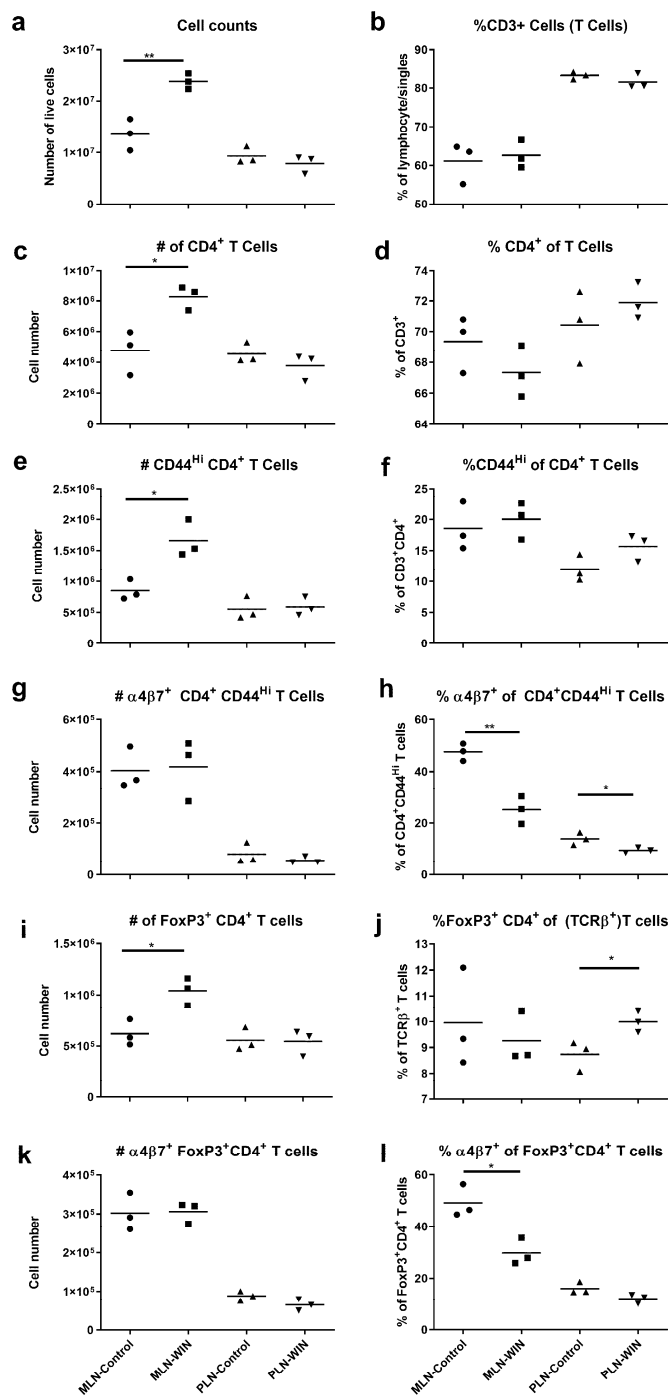 a
Cell counts
Number of live cells
3×10⁷
2×10⁷
1×10⁷
0
**
b
%CD3+ Cells (T Cells)
% of lymphocyte/singles
90
80
70
60
50
c
# of CD4⁺ T Cells
Cell number
1×10⁷
8×10⁶
6×10⁶
4×10⁶
2×10⁶
0
*
d
% CD4⁺ of T Cells
% of CD3⁺
74
72
70
68
66
64
e
# CD44ᴴⁱ CD4⁺ T Cells
Cell number
2.5×10⁶
2×10⁶
1.5×10⁶
1×10⁶
5×10⁵
0
*
f
%CD44ᴴⁱ of CD4⁺ T Cells
% of CD3⁺CD4⁺
25
20
15
10
5
0
g
# α4β7⁺ CD4⁺ CD44ᴴⁱ T Cells
Cell number
6×10⁵
4×10⁵
2×10⁵
0
h
% α4β7⁺ of CD4⁺CD44ᴴⁱ T Cells
% of CD4⁺CD44ᴴⁱ T cells
60
40
20
0
**
*
i
# of FoxP3⁺ CD4⁺ T cells
Cell number
1.5×10⁶
1×10⁶
5×10⁵
0
*
j
%FoxP3⁺ CD4⁺ of (TCRβ⁺)T cells
% of TCRβ⁺ T cells
13
12
11
10
9
8
7
*
k
# α4β7⁺ FoxP3⁺CD4⁺ T cells
Cell number
4×10⁵
3×10⁵
2×10⁵
1×10⁵
0
MLN-Control
MLN-WIN
PLN-Control
PLN-WIN
l
% α4β7⁺ of FoxP3⁺CD4⁺ T cells
% of FoxP3⁺CD4⁺ T cells
60
40
20
0
*
MLN-Control
MLN-WIN
PLN-Control
PLN-WIN